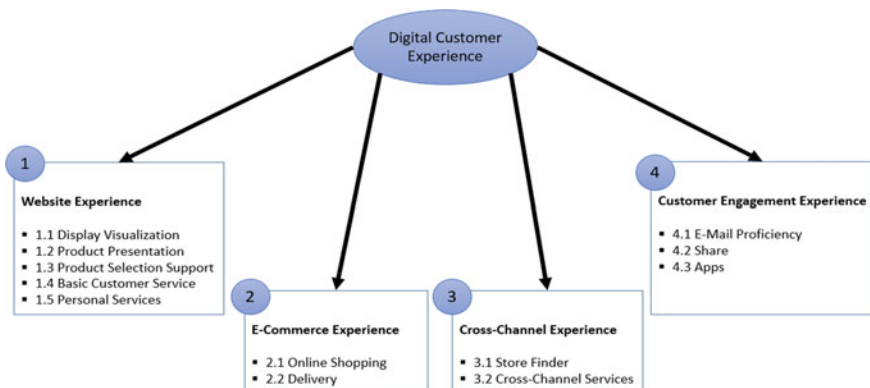 Digital Customer
Experience
1
Website Experience
▪ 1.1 Display Visualization
▪ 1.2 Product Presentation
▪ 1.3 Product Selection Support
▪ 1.4 Basic Customer Service
▪ 1.5 Personal Services
2
E-Commerce Experience
▪ 2.1 Online Shopping
▪ 2.2 Delivery
3
Cross-Channel Experience
▪ 3.1 Store Finder
▪ 3.2 Cross-Channel Services
4
Customer Engagement Experience
▪ 4.1 E-Mail Proficiency
▪ 4.2 Share
▪ 4.3 Apps